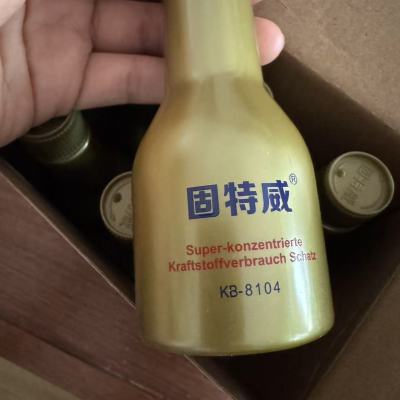 固特威®
Super-konzentrierte
Kraftstoffverbrauch Schatz
KB-8104